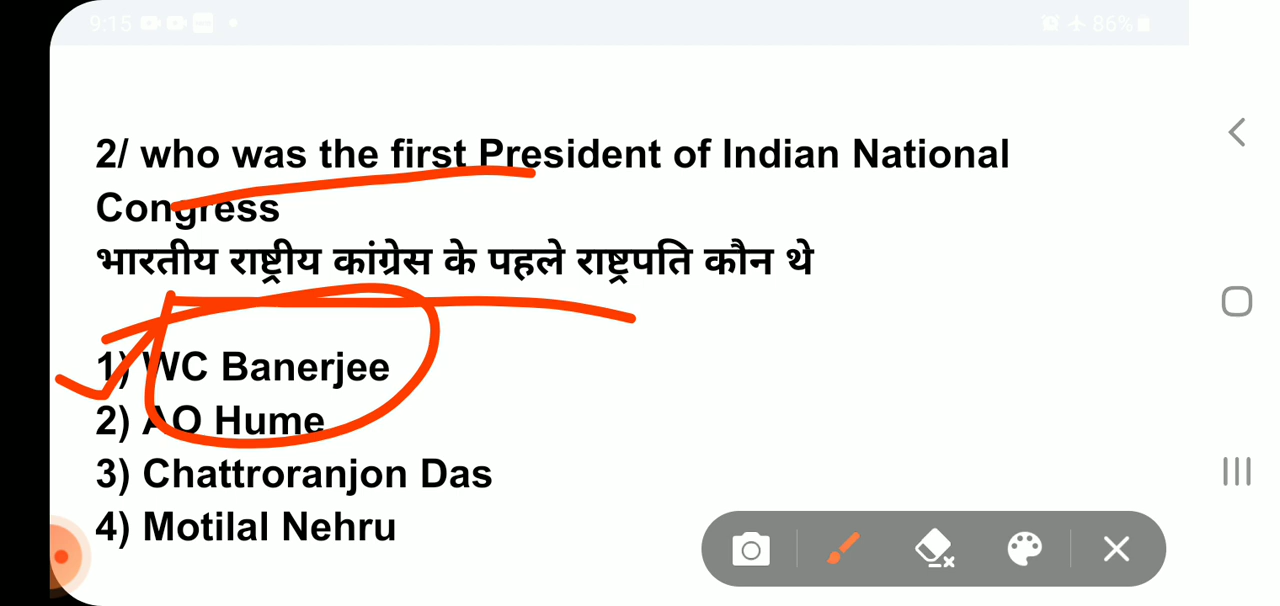 9:15
86%
2/ who was the first President of Indian National
Congress
भारतीय राष्ट्रीय कांग्रेस के पहले राष्ट्रपति कौन थे
1) WC Banerjee
2) AO Hume
3) Chattroranjon Das
4) Motilal Nehru